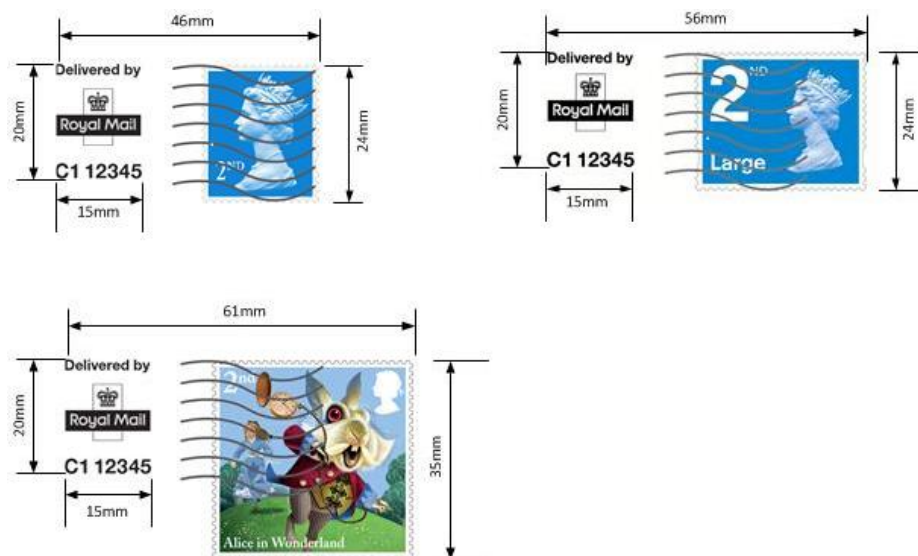 46mm
Delivered by
Royal Mail
C1 12345
2ND
20mm
24mm
15mm
56mm
Delivered by
Royal Mail
C1 12345
2ND
Large
20mm
24mm
15mm
61mm
Delivered by
Royal Mail
C1 12345
2nd
Alice in Wonderland
20mm
35mm
15mm